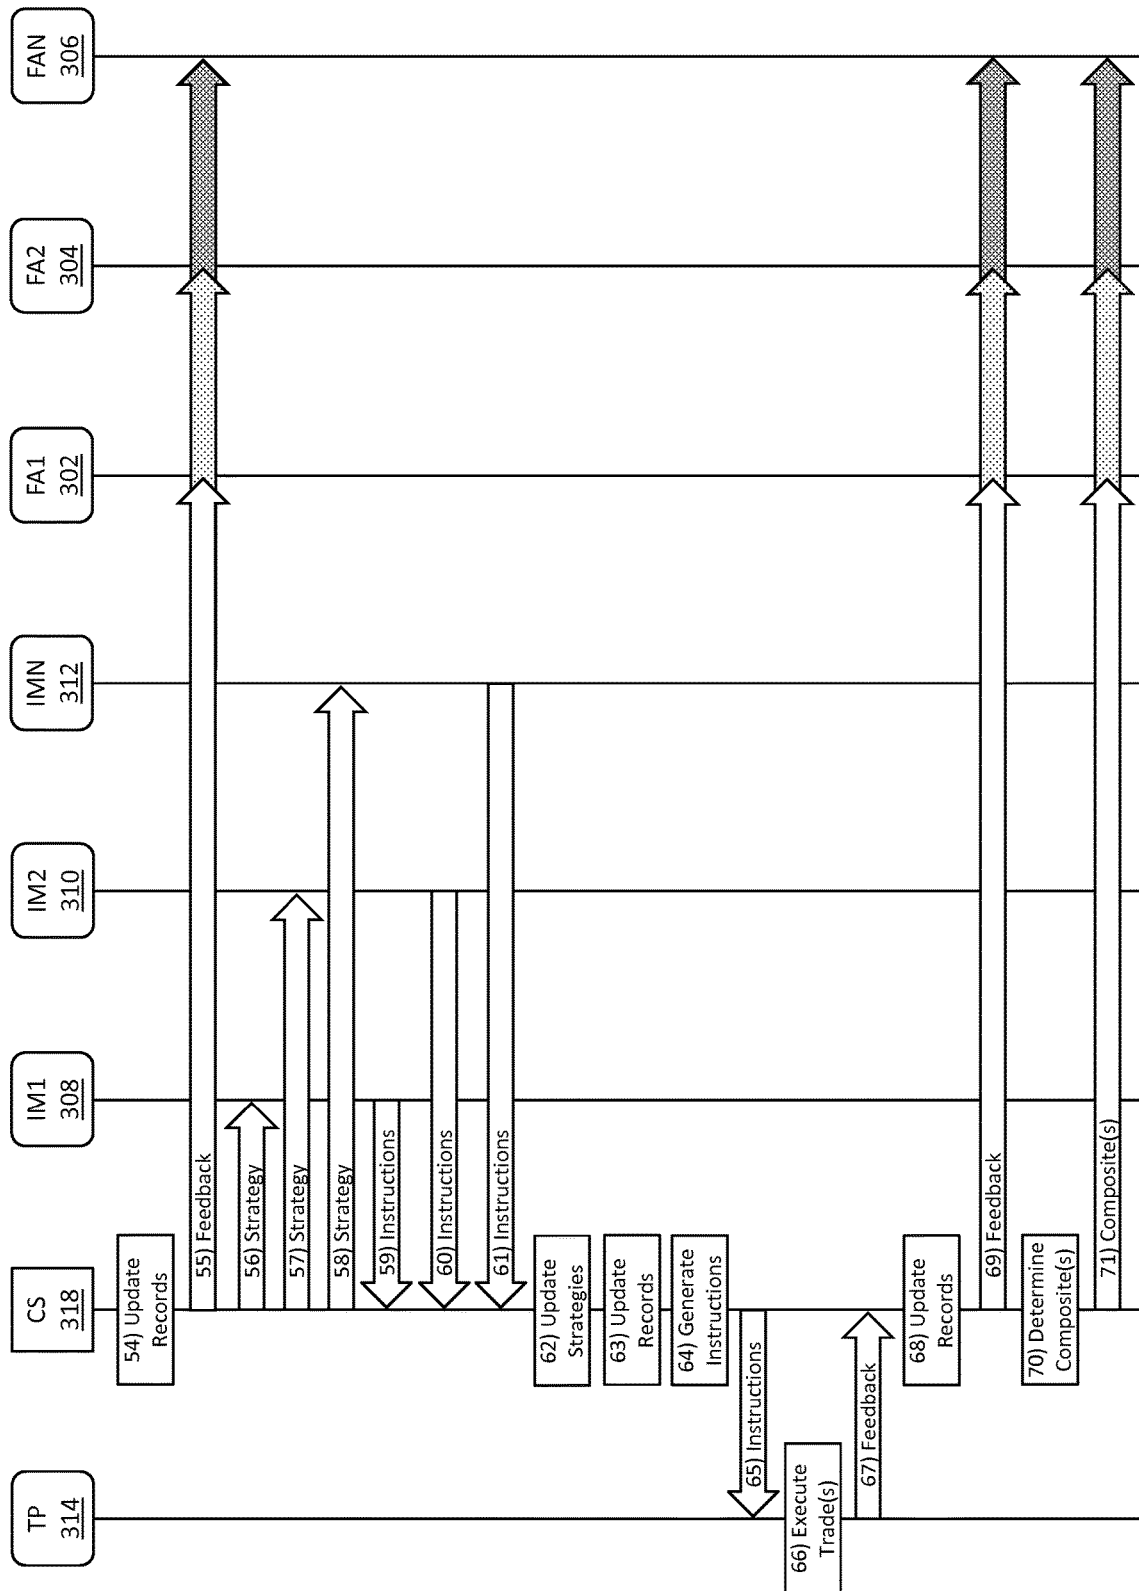 TP
314
CS
318
IM1
308
IM2
310
IMN
312
FA1
302
FA2
304
FAN
306
54) Update
Records
55) Feedback
56) Strategy
57) Strategy
58) Strategy
59) Instructions
60) Instructions
61) Instructions
62) Update
Strategies
63) Update
Records
64) Generate
Instructions
65) Instructions
66) Execute
Trade(s)
67) Feedback
68) Update
Records
69) Feedback
70) Determine
Composite(s)
71) Composite(s)